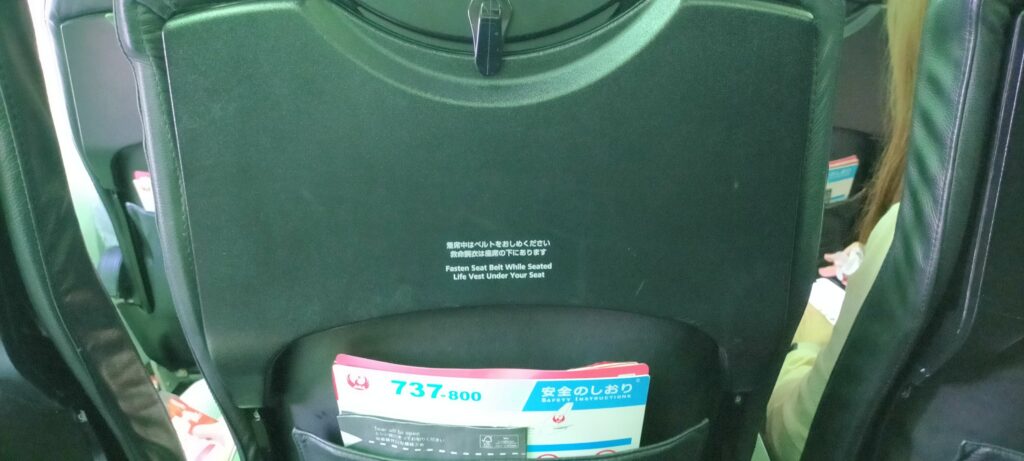 着席中はベルトをおしめください
救命胴衣は座席の下にあります
Fasten Seat Belt While Seated
Life Vest Under Your Seat
737-800
安全のしおり
SAFETY INSTRUCTIONS